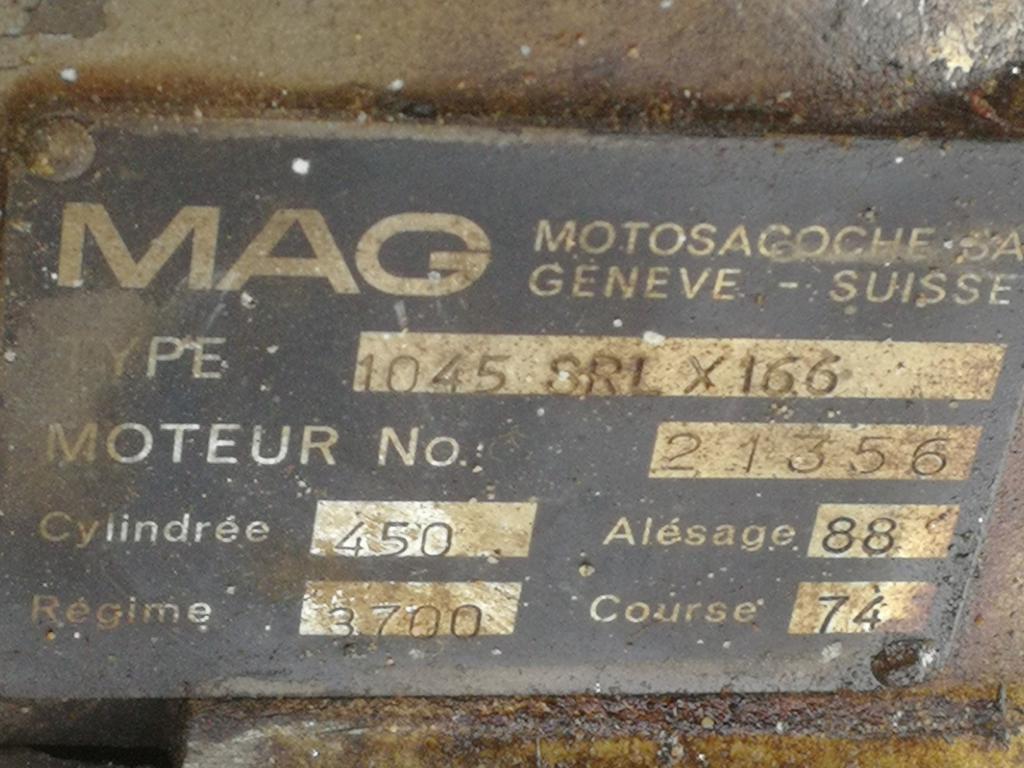 MAG MOTOSACOCHE SA
GENEVE - SUISSE
TYPE 1045 SRL X 166
MOTEUR No. 21356
Cylindrée 450 Alésage 88
Régime 3700 Course 74